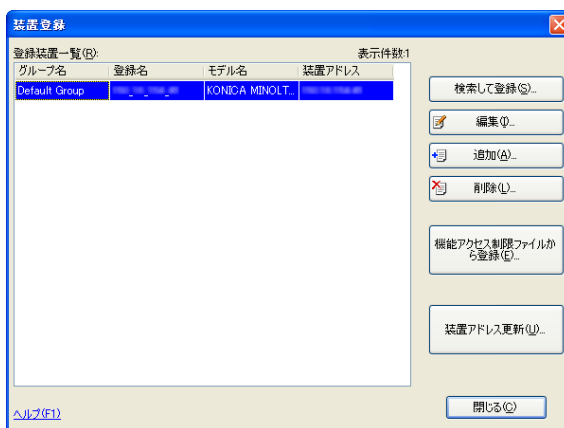 装置登録
登録装置一覧(R):
表示件数:1
グループ名 登録名 モデル名 装置アドレス
Default Group KONICA MINOLT...
検索して登録(S)...
編集(I)...
追加(A)...
削除(L)...
機能アクセス制限ファイルか
ら登録(E)...
装置アドレス更新(U)...
閉じる(C)
ヘルプ(F1)